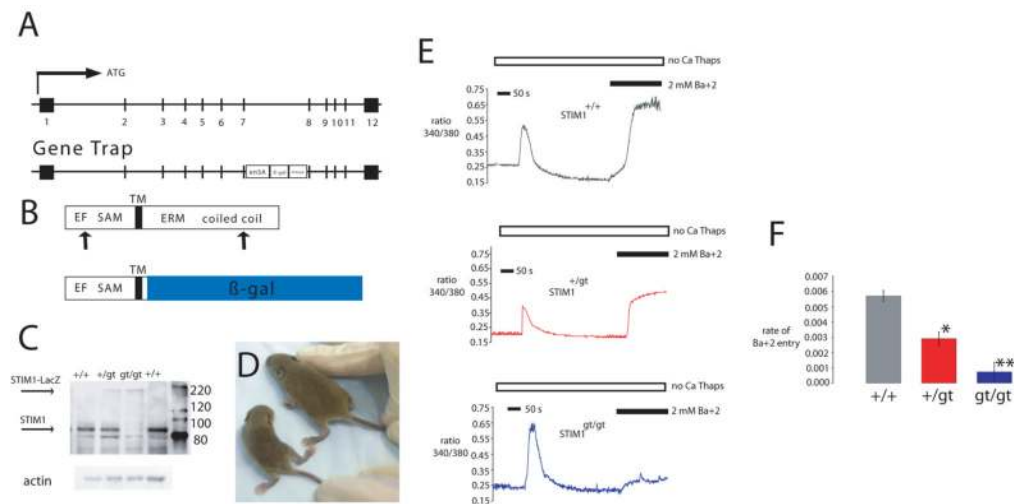 A
ATG
1 2 3 4 5 6 7 8 9 10 11 12
Gene Trap
enSA β-gal
B
TM
EF SAM ERM coiled coil
TM
EF SAM ß-gal
C
+/+ +/gt gt/gt +/+
STIM1-LacZ
STIM1
220
120
100
80
actin
D
E
no Ca Thaps
2 mM Ba+2
50 s
STIM1+/+
ratio
340/380
0.75
0.65
0.55
0.45
0.35
0.25
0.15
no Ca Thaps
2 mM Ba+2
50 s
STIM1+/gt
ratio
340/380
0.75
0.65
0.55
0.45
0.35
0.25
0.15
no Ca Thaps
2 mM Ba+2
50 s
STIM1gt/gt
ratio
340/380
0.75
0.65
0.55
0.45
0.35
0.25
0.15
F
0.007
0.006
0.005
0.004
0.003
0.002
0.001
0.000
rate of
Ba+2 entry
*
**
+/+ +/gt gt/gt